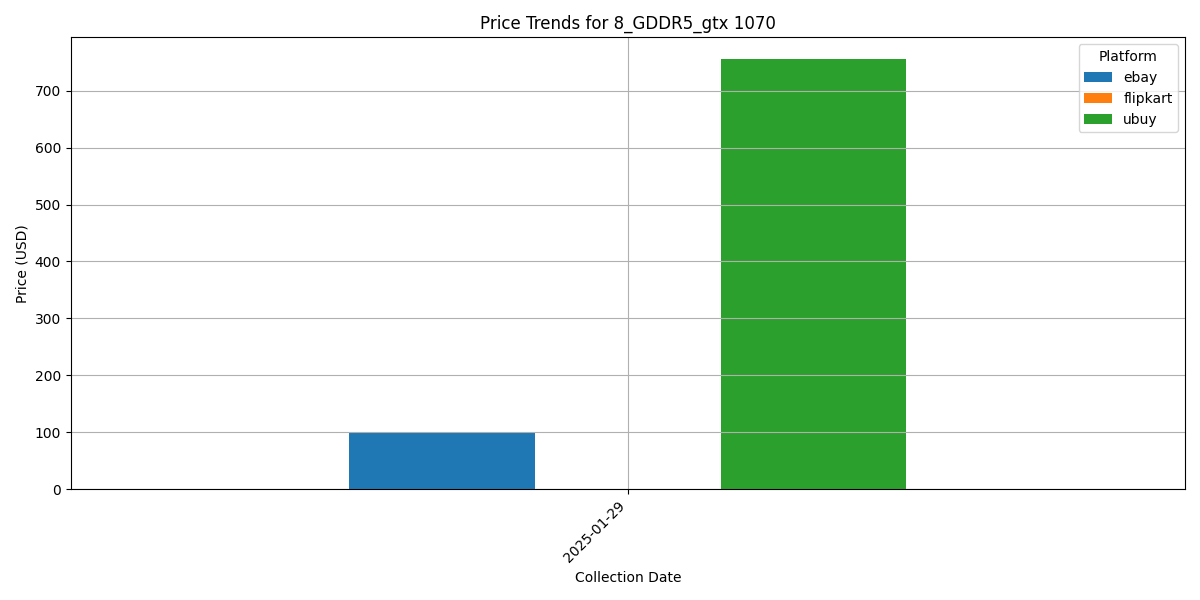 Price Trends for 8_GDDR5_gtx 1070
Platform
ebay
flipkart
ubuy
Price (USD)
700
600
500
400
300
200
100
0
2025-01-29
Collection Date